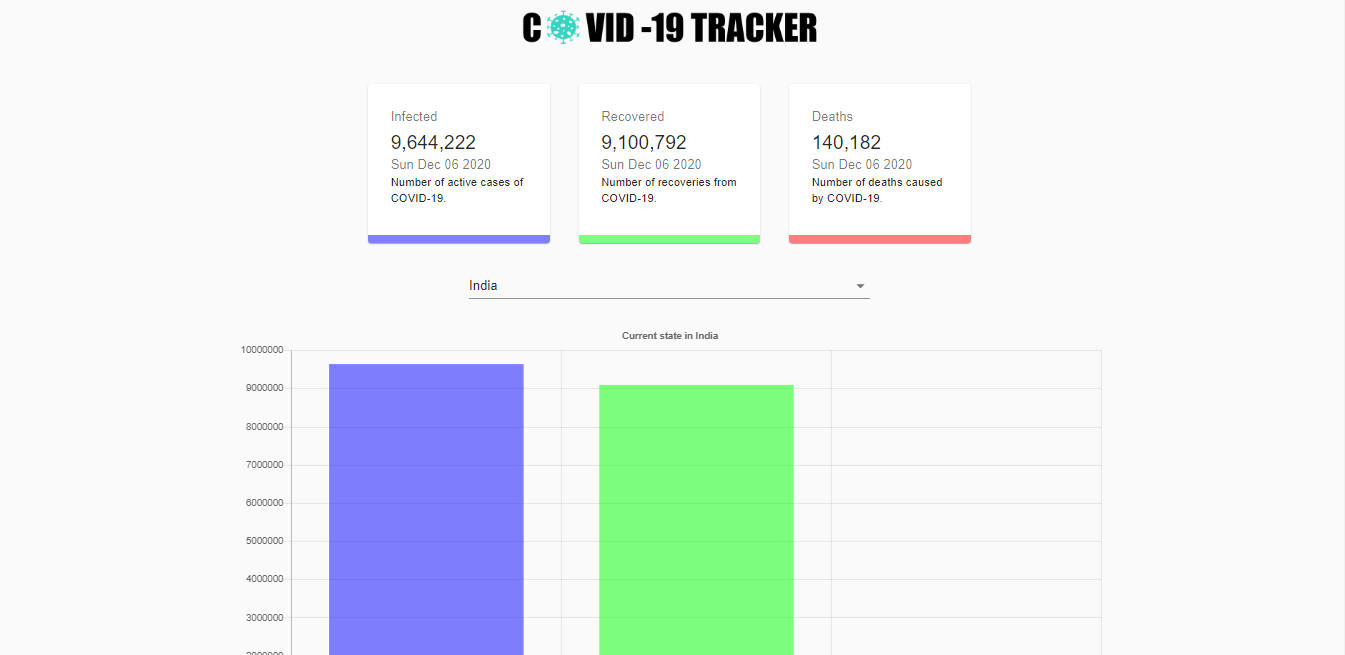 C VID -19 TRACKER
Infected
9,644,222
Sun Dec 06 2020
Number of active cases of
COVID-19.
Recovered
9,100,792
Sun Dec 06 2020
Number of recoveries from
COVID-19.
Deaths
140,182
Sun Dec 06 2020
Number of deaths caused
by COVID-19.
India
Current state in India
10000000
9000000
8000000
7000000
6000000
5000000
4000000
3000000